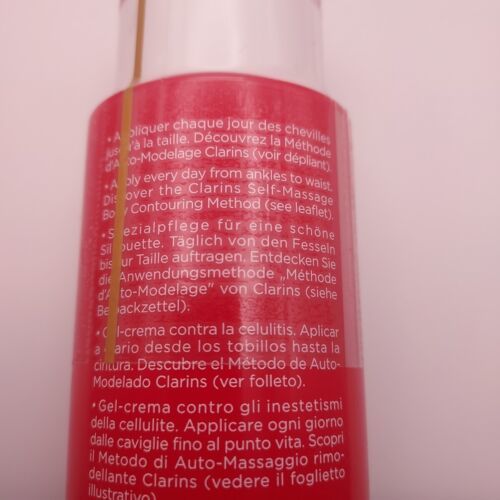 • Appliquer chaque jour des chevilles
jusqu'à la taille. Découvrez la Méthode
d'Auto-Modelage Clarins (voir dépliant).
• Apply every day from ankles to waist.
Discover the Clarins Self-Massage
Body Contouring Method (see leaflet).
• Spezialpflege für eine schöne
Silhouette. Täglich von den Fesseln
bis zur Taille auftragen. Entdecken Sie
die Anwendungsmethode „Méthode
d'Auto-Modelage" von Clarins (siehe
Beipackzettel).
• Gel-crema contra la celulitis. Aplicar
a diario desde los tobillos hasta la
cintura. Descubre el Método de Auto-
Modelado Clarins (ver folleto).
• Gel-crema contro gli inestetismi
della cellulite. Applicare ogni giorno
dalle caviglie fino al punto vita. Scopri
il Metodo di Auto-Massaggio rimo-
dellante Clarins (vedere il foglietto
illustrativo).